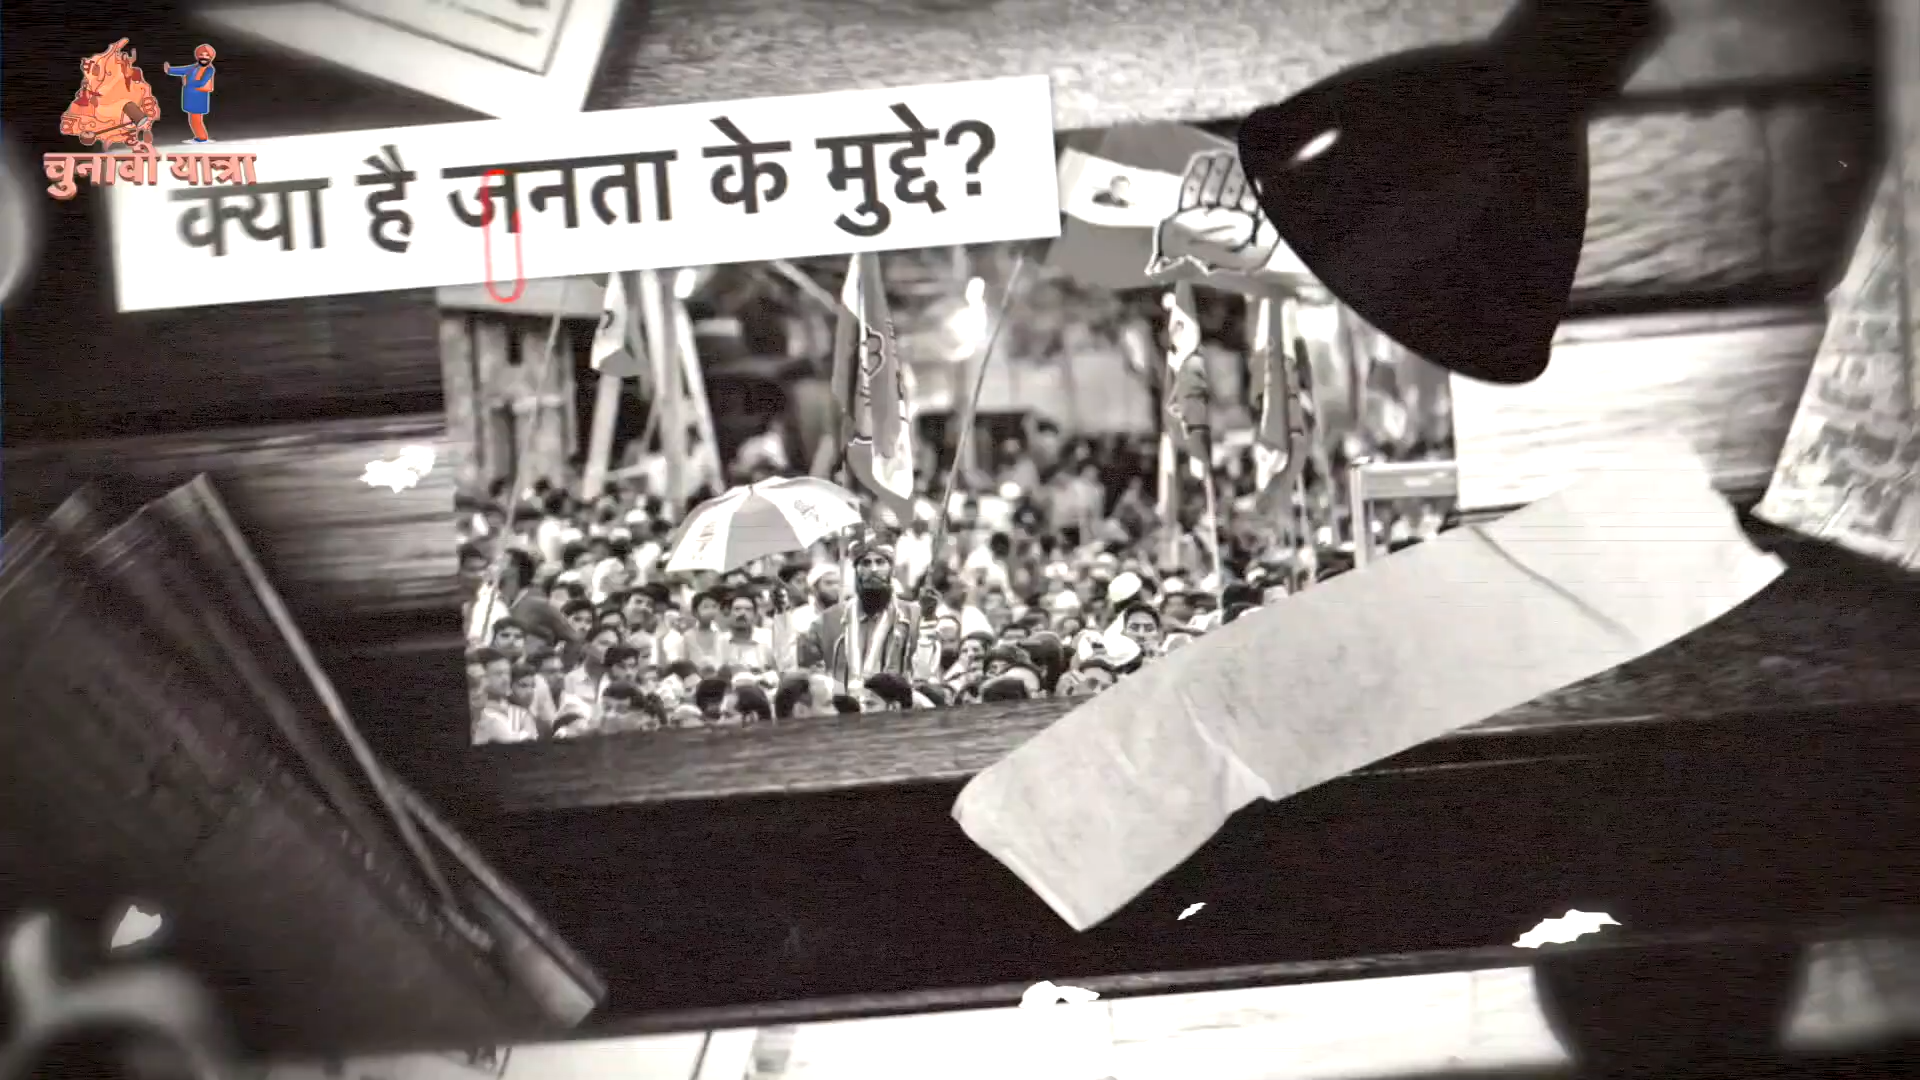 चुनावी यात्रा
क्या है जनता के मुद्दे?